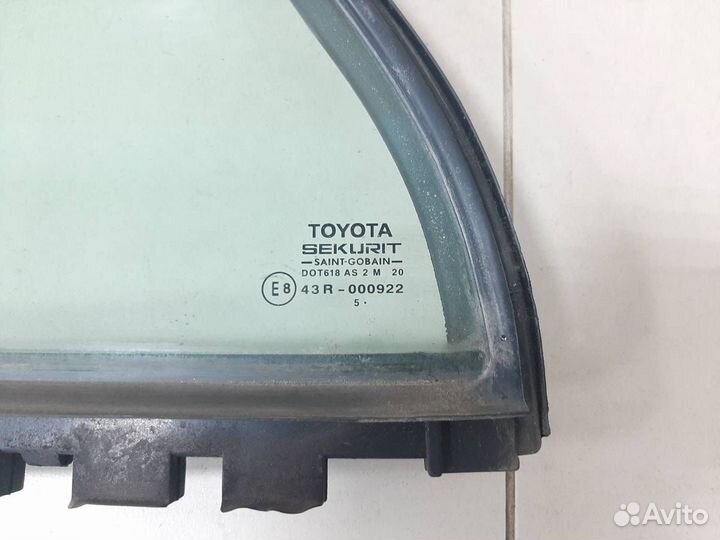 TOYOTA
SEKURIT
SAINT-GOBAIN
DOT618 AS 2 M 20
E8 43R-000922
5 •
Avito